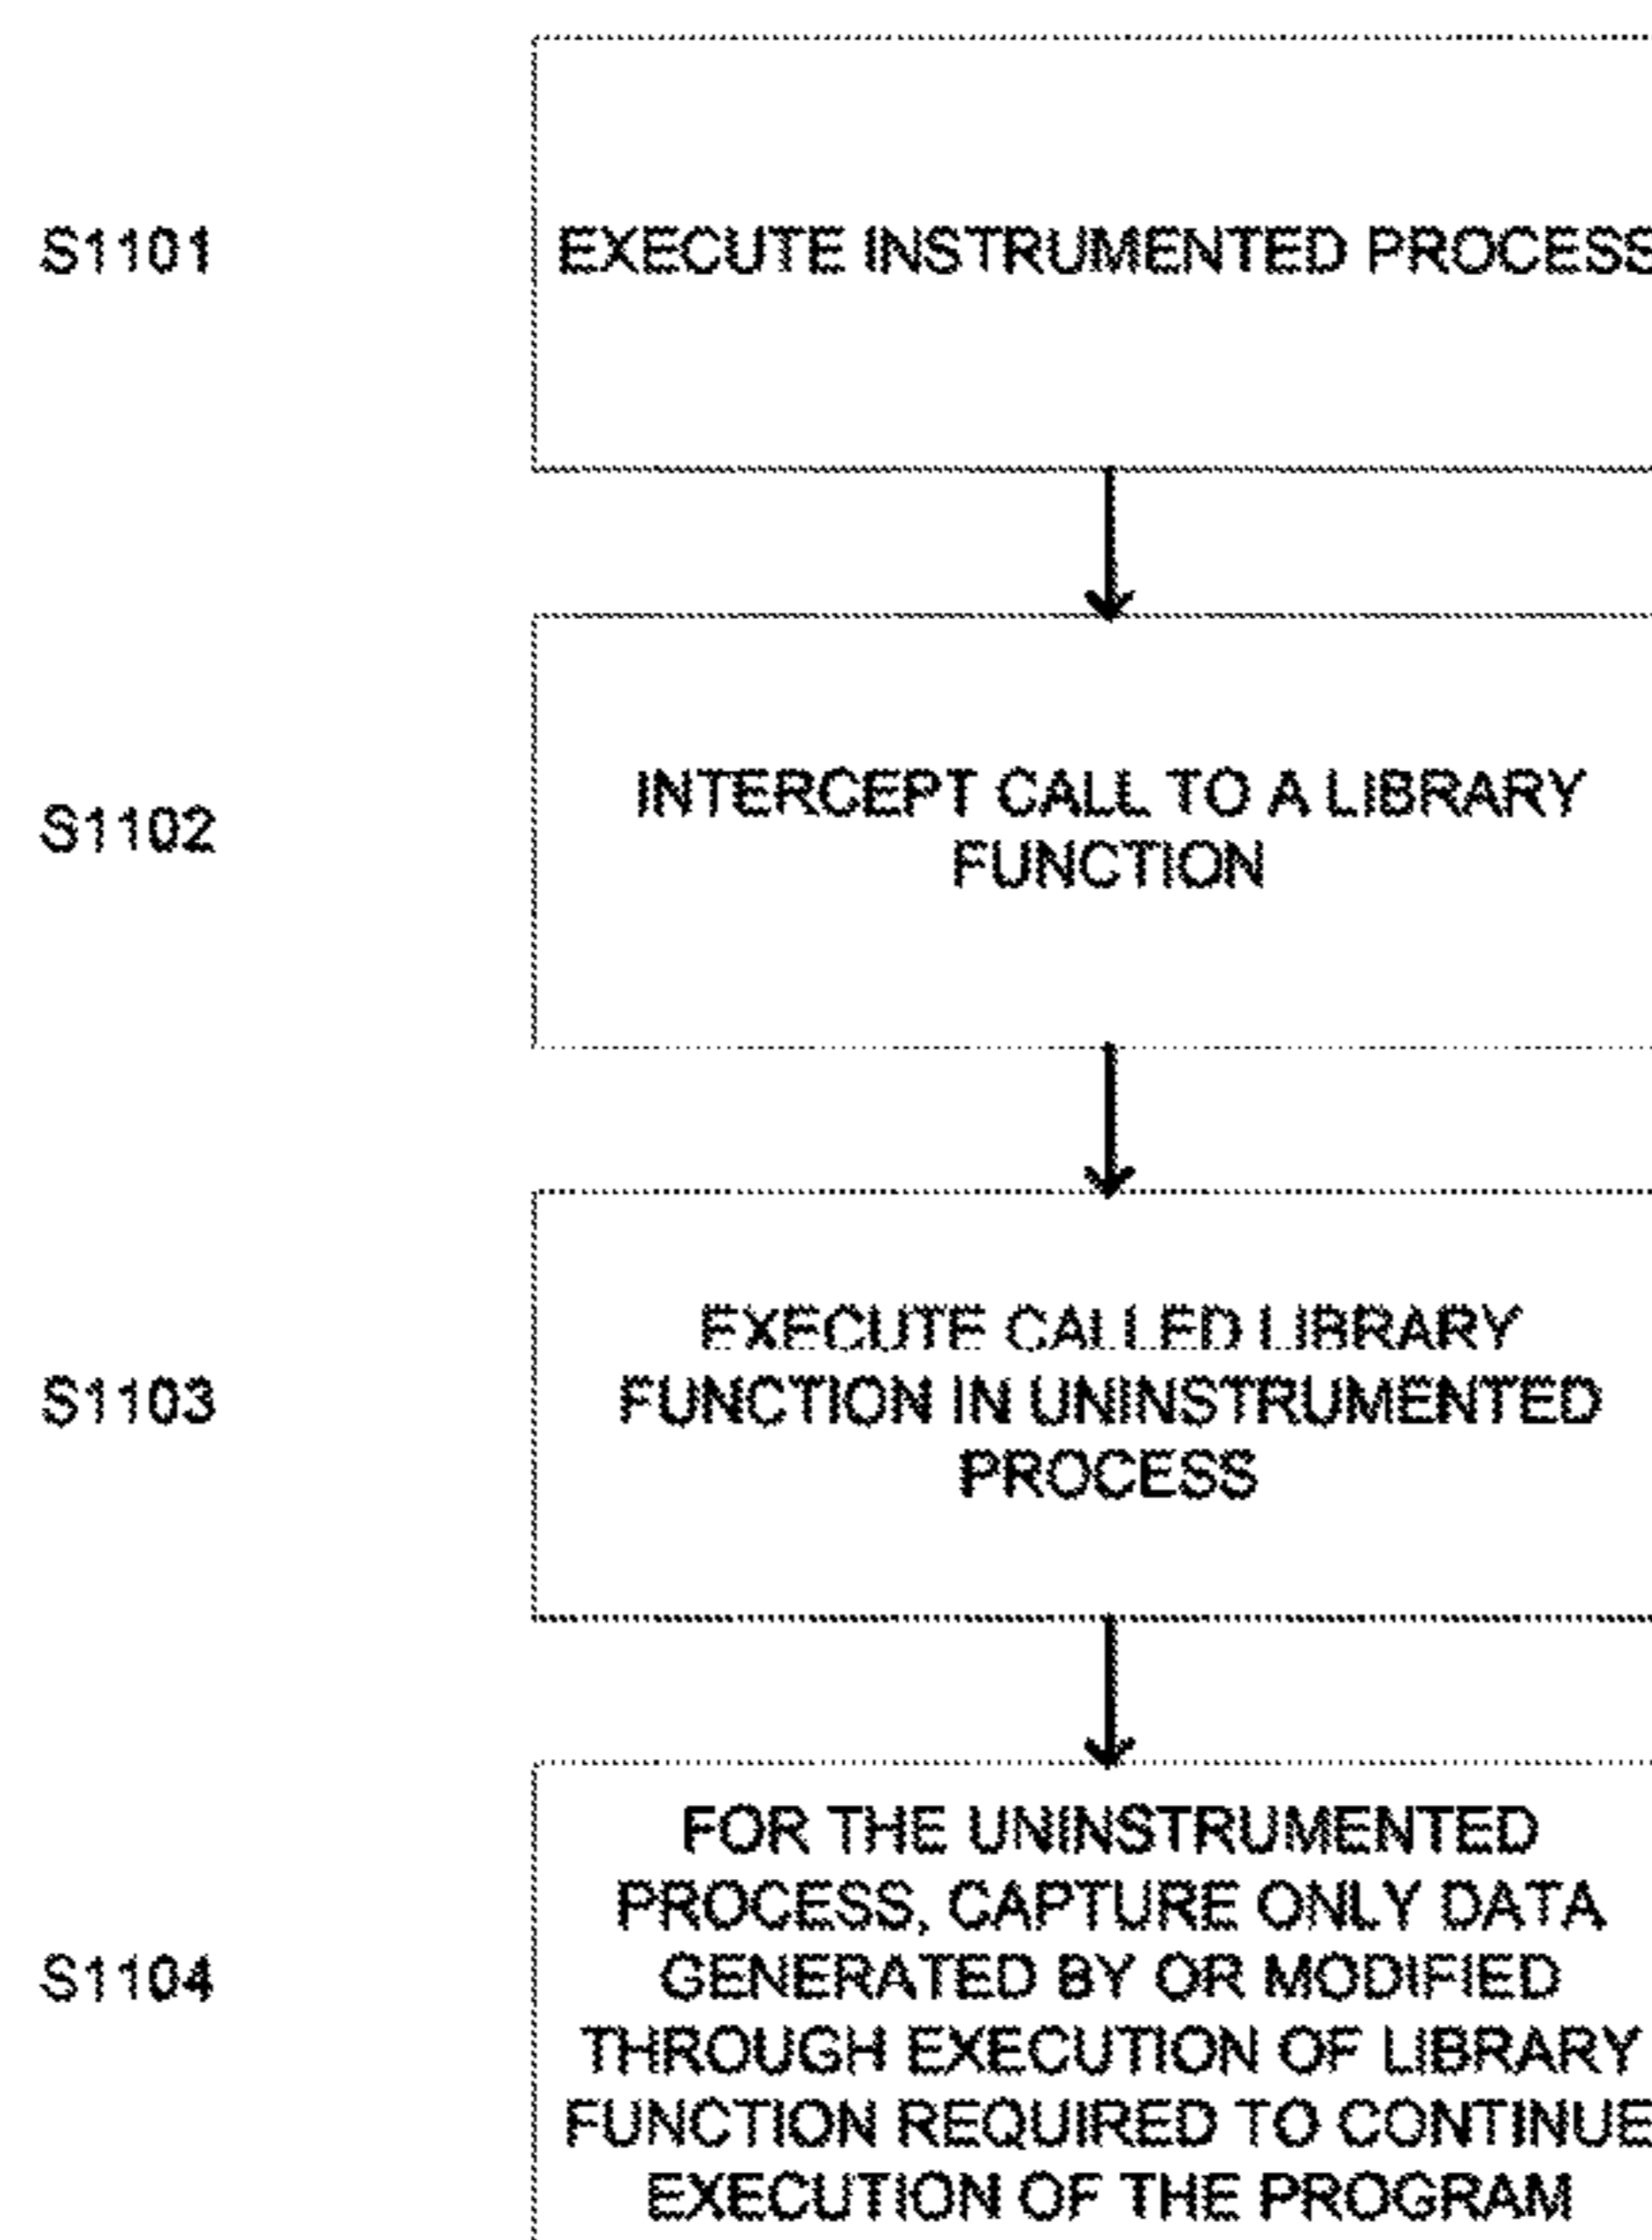 S1101
EXECUTE INSTRUMENTED PROCESS
S1102
INTERCEPT CALL TO A LIBRARY
FUNCTION
S1103
EXECUTE CALLED LIBRARY
FUNCTION IN UNINSTRUMENTED
PROCESS
S1104
FOR THE UNINSTRUMENTED
PROCESS, CAPTURE ONLY DATA
GENERATED BY OR MODIFIED
THROUGH EXECUTION OF LIBRARY
FUNCTION REQUIRED TO CONTINUE
EXECUTION OF THE PROGRAM